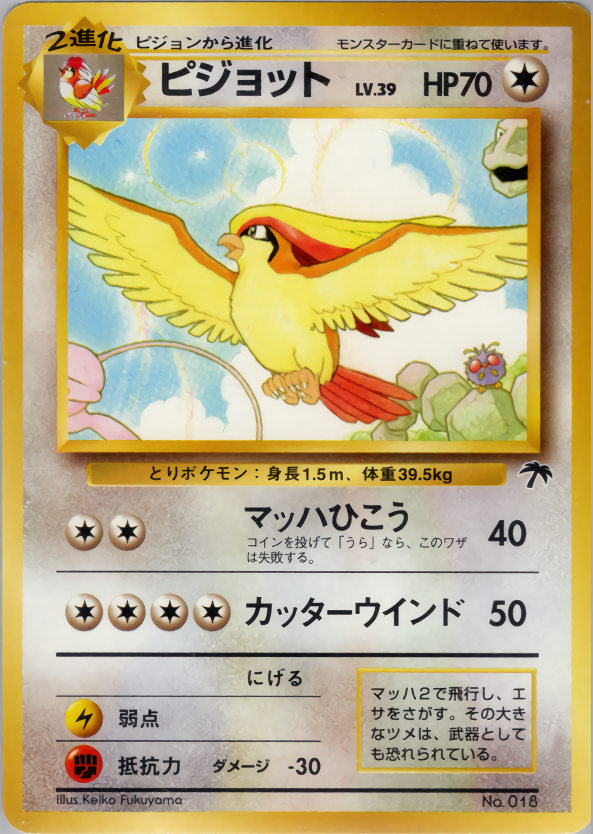 2進化 ピジョンから進化 モンスターカードに重ねて使います。
ピジョット LV.39 HP70
とりポケモン：身長1.5m、体重39.5kg
マッハひこう 40
コインを投げて「うら」なら、このワザ
は失敗する。
カッターウインド 50
にげる
弱点
抵抗力 ダメージ -30
マッハ2で飛行し、エ
サをさがす。その大き
なツメは、武器として
も恐れられている。
Illus.Keiko Fukuyama No. 018